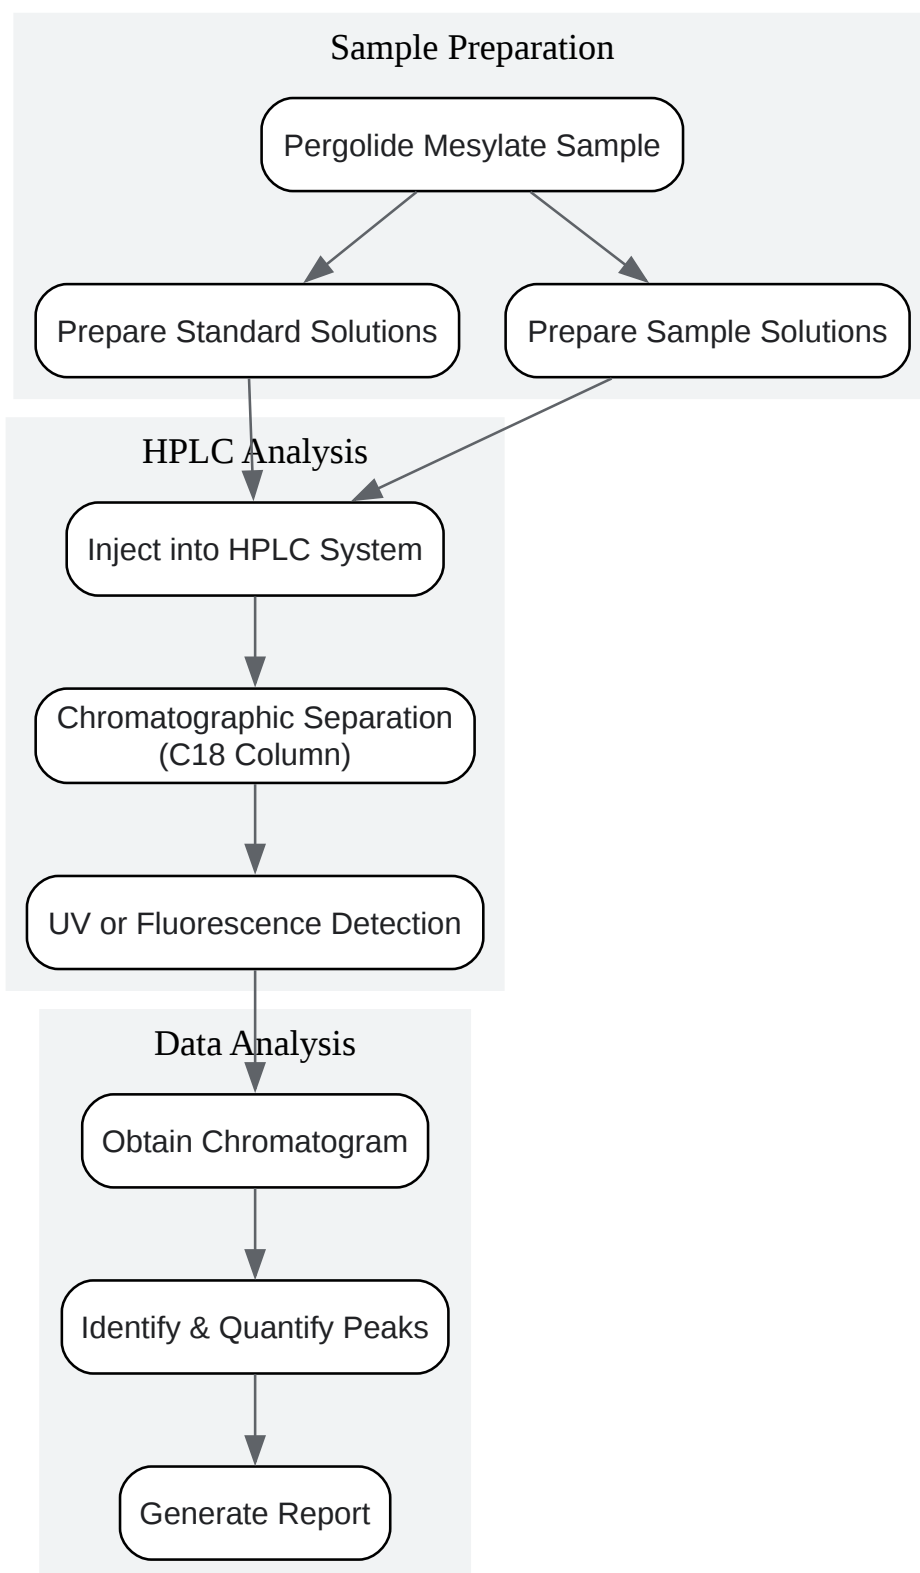 Sample Preparation
Pergolide Mesylate Sample
Prepare Standard Solutions
Prepare Sample Solutions
HPLC Analysis
Inject into HPLC System
Chromatographic Separation
(C18 Column)
UV or Fluorescence Detection
Data Analysis
Obtain Chromatogram
Identify & Quantify Peaks
Generate Report